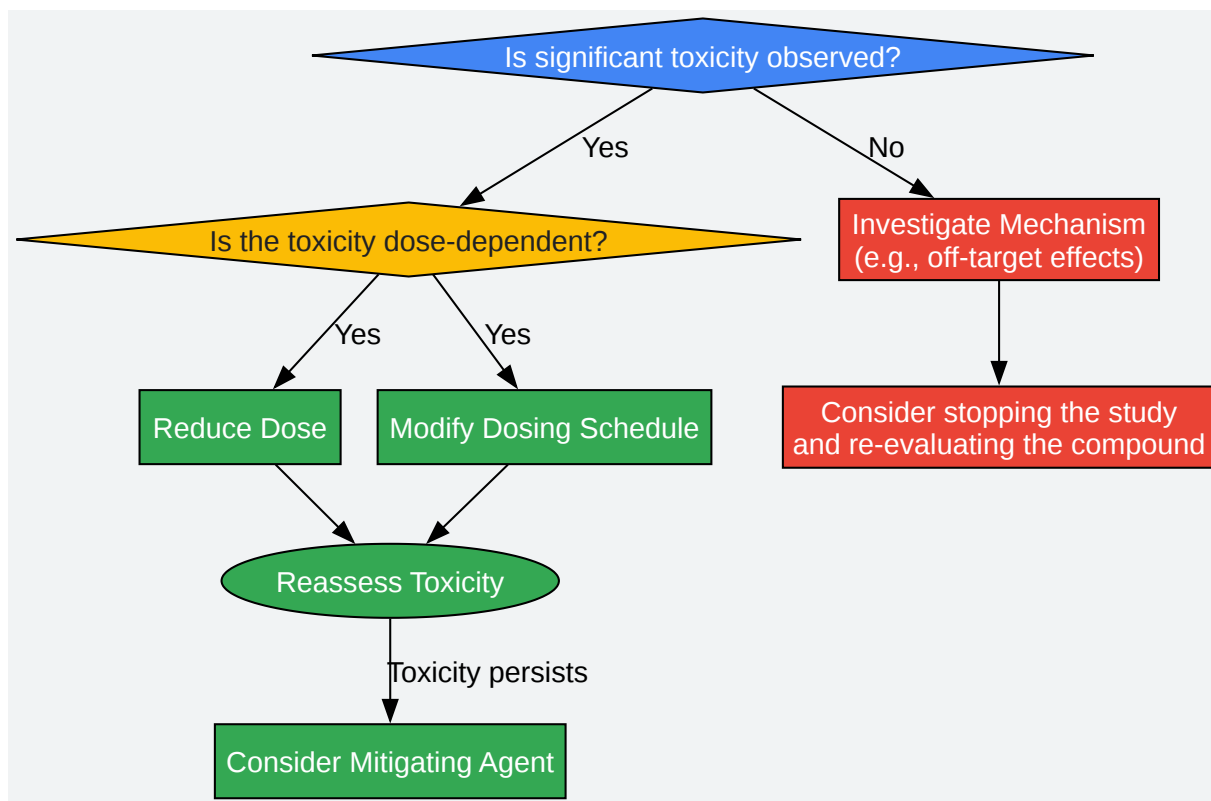 Is significant toxicity observed?
Yes
No
Is the toxicity dose-dependent?
Investigate Mechanism
(e.g., off-target effects)
Yes
Yes
Reduce Dose
Modify Dosing Schedule
Consider stopping the study
and re-evaluating the compound
Reassess Toxicity
Toxicity persists
Consider Mitigating Agent